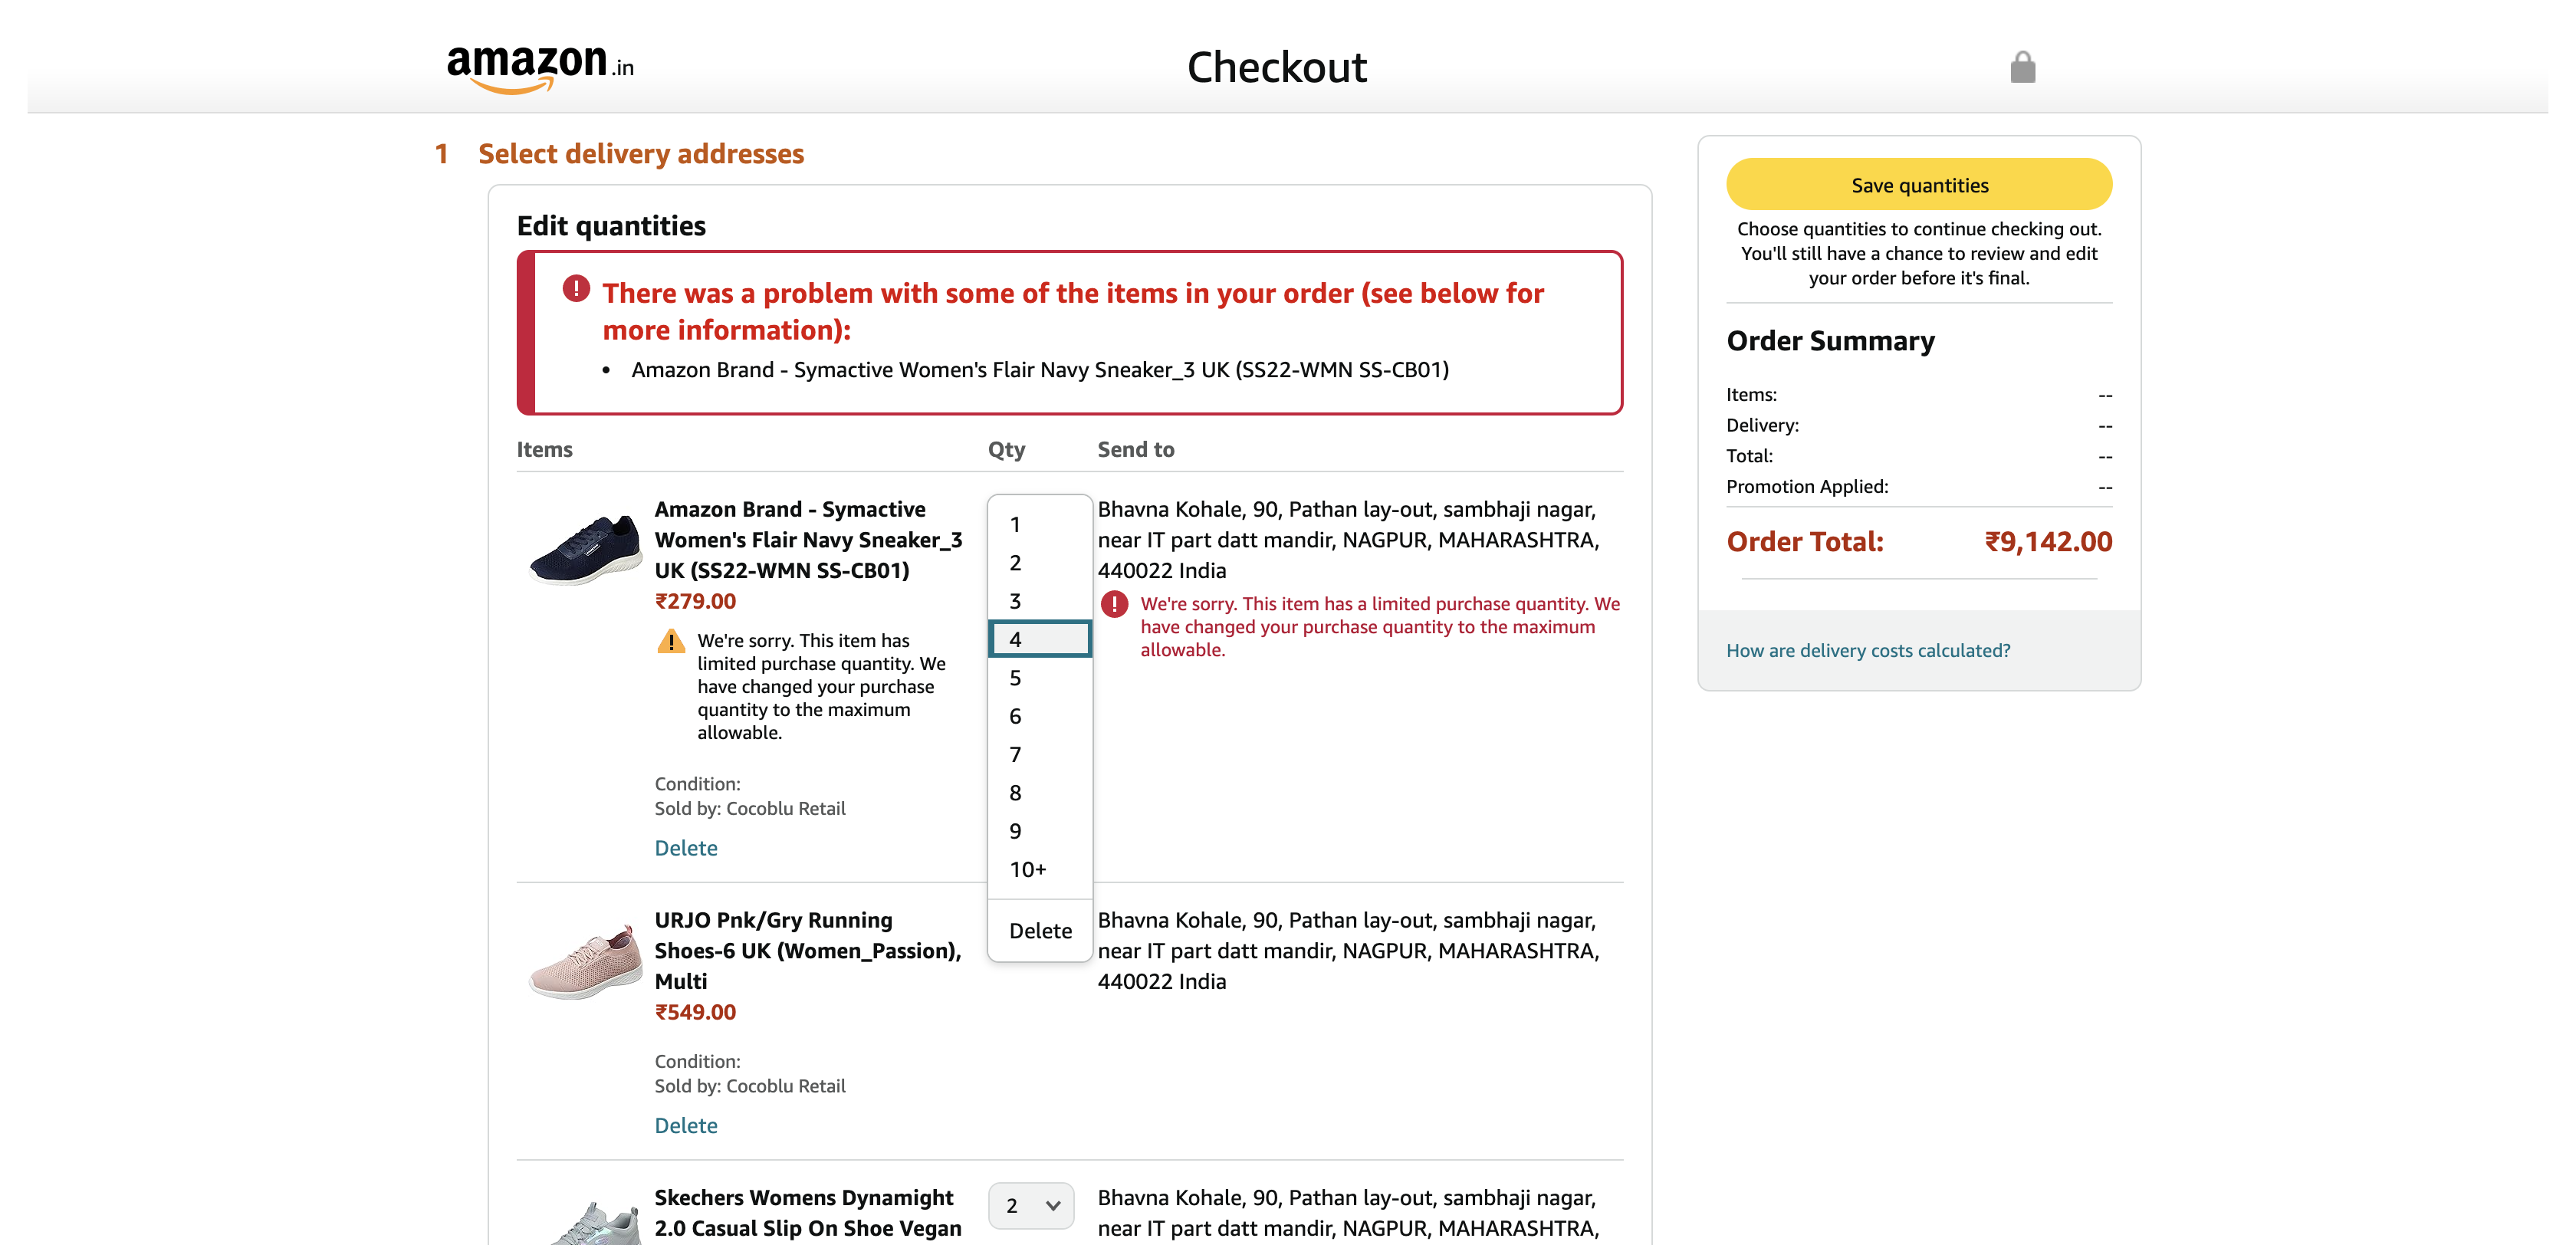 amazon.in
Checkout
1 Select delivery addresses
Edit quantities
There was a problem with some of the items in your order (see below for
more information):
• Amazon Brand - Symactive Women's Flair Navy Sneaker_3 UK (SS22-WMN SS-CB01)
Items Qty Send to
Amazon Brand - Symactive
Women's Flair Navy Sneaker_3
UK (SS22-WMN SS-CB01)
₹279.00
We're sorry. This item has
limited purchase quantity. We
have changed your purchase
quantity to the maximum
allowable.
Condition:
Sold by: Cocoblu Retail
Delete
1
2
3
4
5
6
7
8
9
10+
Delete
Bhavna Kohale, 90, Pathan lay-out, sambhaji nagar,
near IT part datt mandir, NAGPUR, MAHARASHTRA,
440022 India
We're sorry. This item has a limited purchase quantity. We
have changed your purchase quantity to the maximum
allowable.
URJO Pnk/Gry Running
Shoes-6 UK (Women_Passion),
Multi
₹549.00
Condition:
Sold by: Cocoblu Retail
Delete
Bhavna Kohale, 90, Pathan lay-out, sambhaji nagar,
near IT part datt mandir, NAGPUR, MAHARASHTRA,
440022 India
Skechers Womens Dynamight
2.0 Casual Slip On Shoe Vegan
2
Bhavna Kohale, 90, Pathan lay-out, sambhaji nagar,
near IT part datt mandir, NAGPUR, MAHARASHTRA,
Save quantities
Choose quantities to continue checking out.
You'll still have a chance to review and edit
your order before it's final.
Order Summary
Items: --
Delivery: --
Total: --
Promotion Applied: --
Order Total: ₹9,142.00
How are delivery costs calculated?